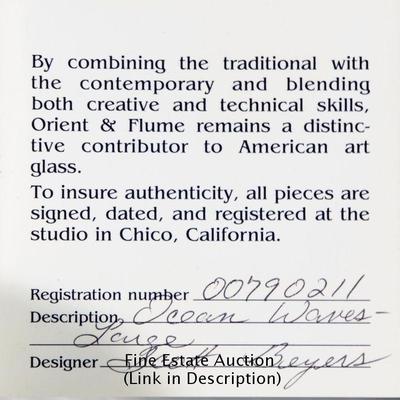 By combining the traditional with
the contemporary and blending
both creative and technical skills,
Orient & Flume remains a distinc-
tive contributor to American art
glass.
To insure authenticity, all pieces are
signed, dated, and registered at the
studio in Chico, California.
Registration number 00790211
Description Ocean Waves-
Large
Designer Scott Beyers
Fine Estate Auction
(Link in Description)